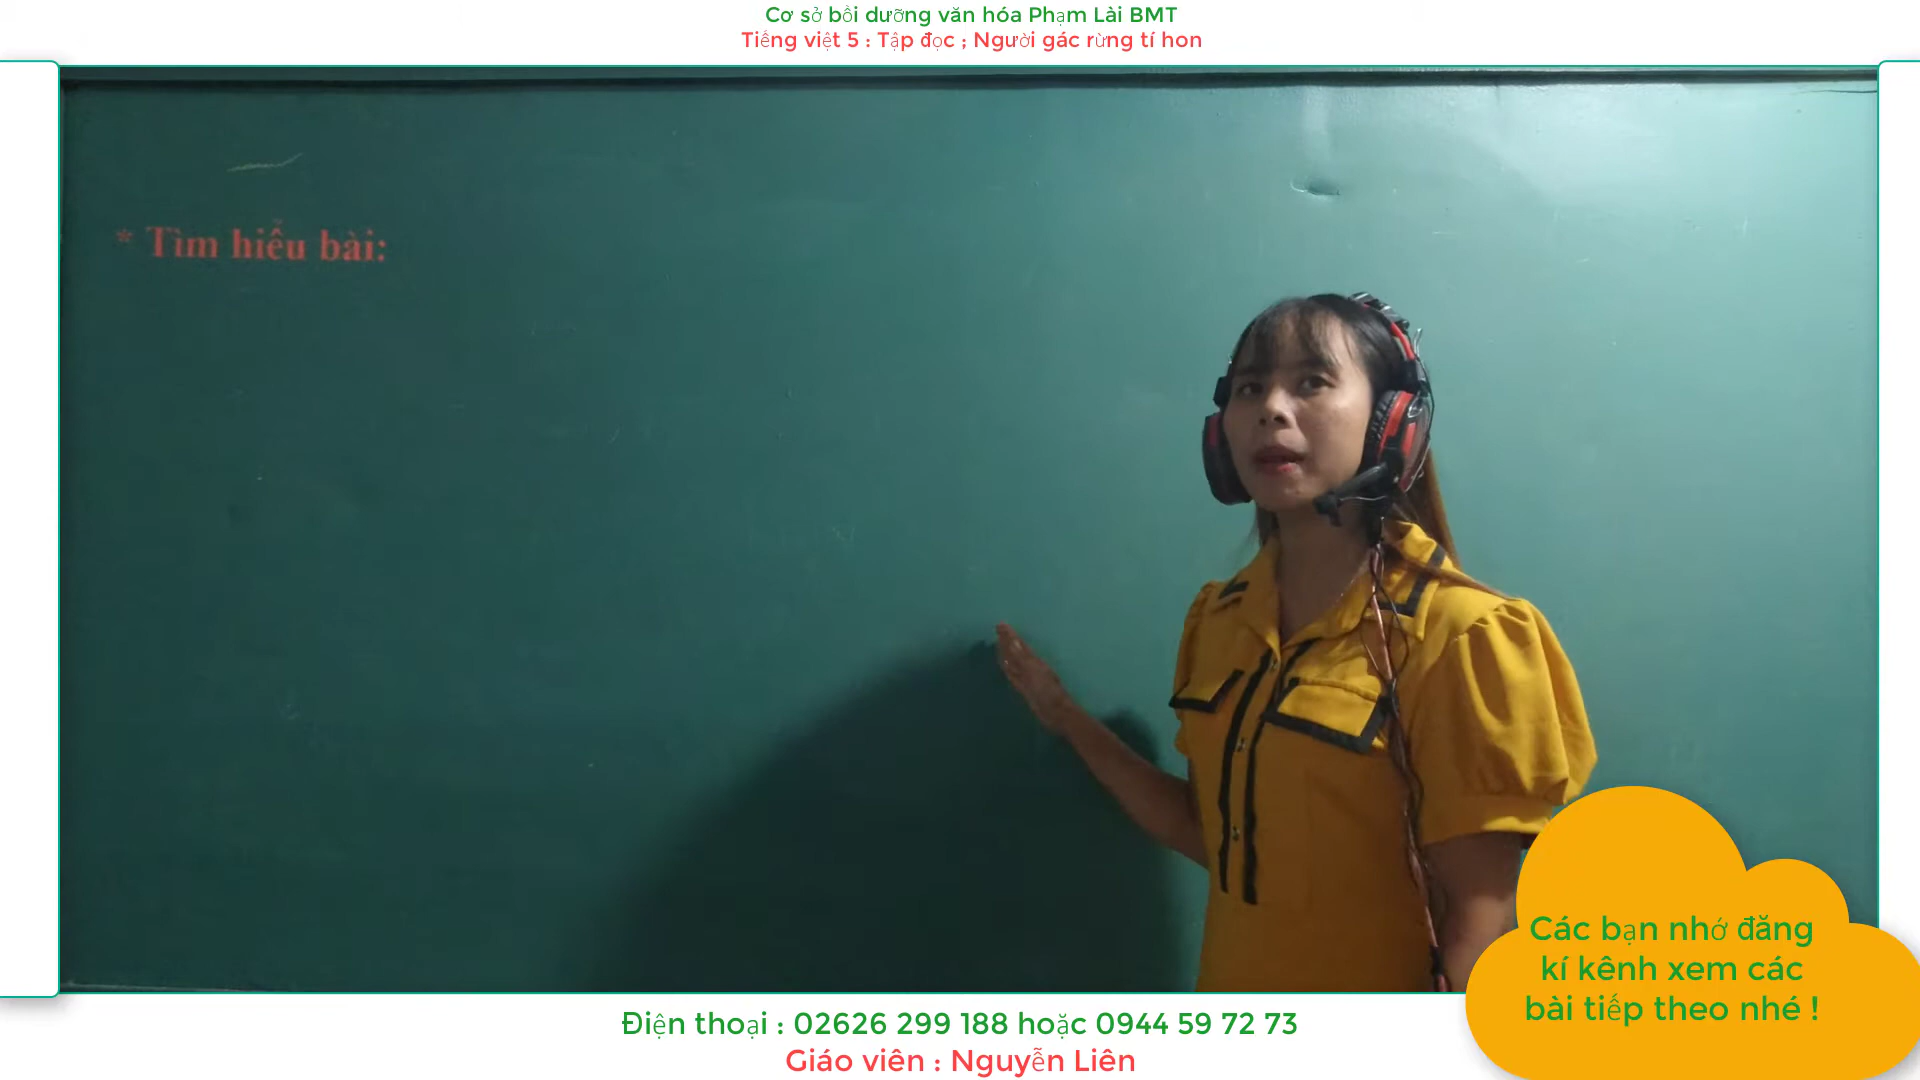 Cơ sở bồi dưỡng văn hóa Phạm Lài BMT
Tiếng việt 5 : Tập đọc ; Người gác rừng tí hon
* Tìm hiểu bài:
Các bạn nhớ đăng
kí kênh xem các
bài tiếp theo nhé !
Điện thoại : 02626 299 188 hoặc 0944 59 72 73
Giáo viên : Nguyễn Liên